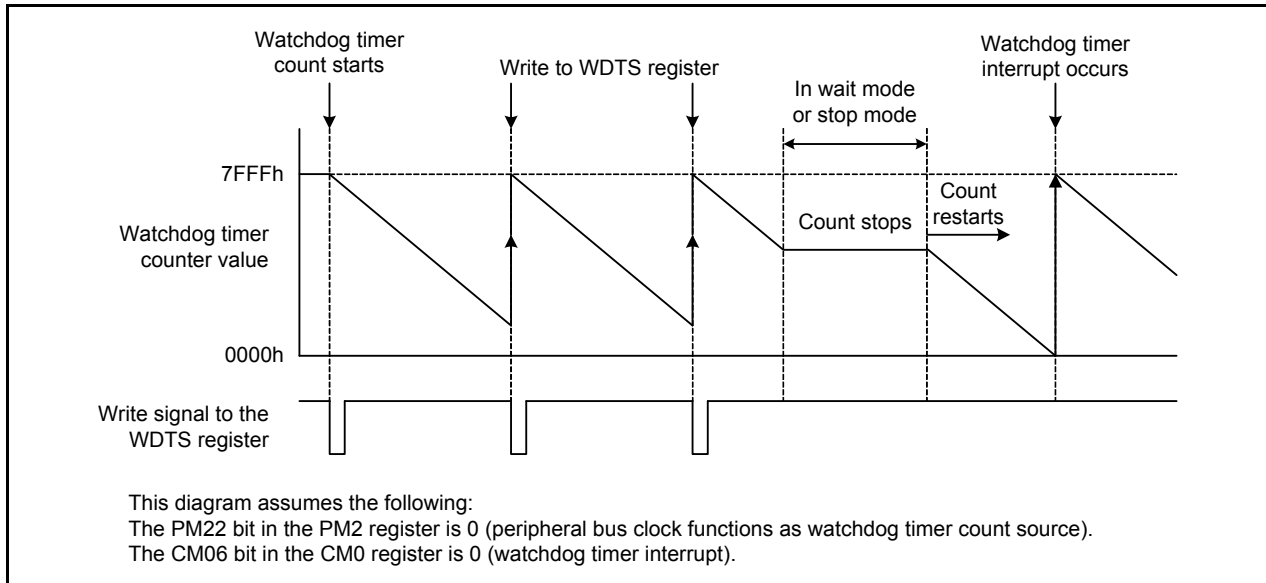 Watchdog timer
count starts
Write to WDTS register
In wait mode
or stop mode
Watchdog timer
interrupt occurs
7FFFh
Watchdog timer
counter value
Count stops
Count
restarts
0000h
Write signal to the
WDTS register
This diagram assumes the following:
The PM22 bit in the PM2 register is 0 (peripheral bus clock functions as watchdog timer count source).
The CM06 bit in the CM0 register is 0 (watchdog timer interrupt).